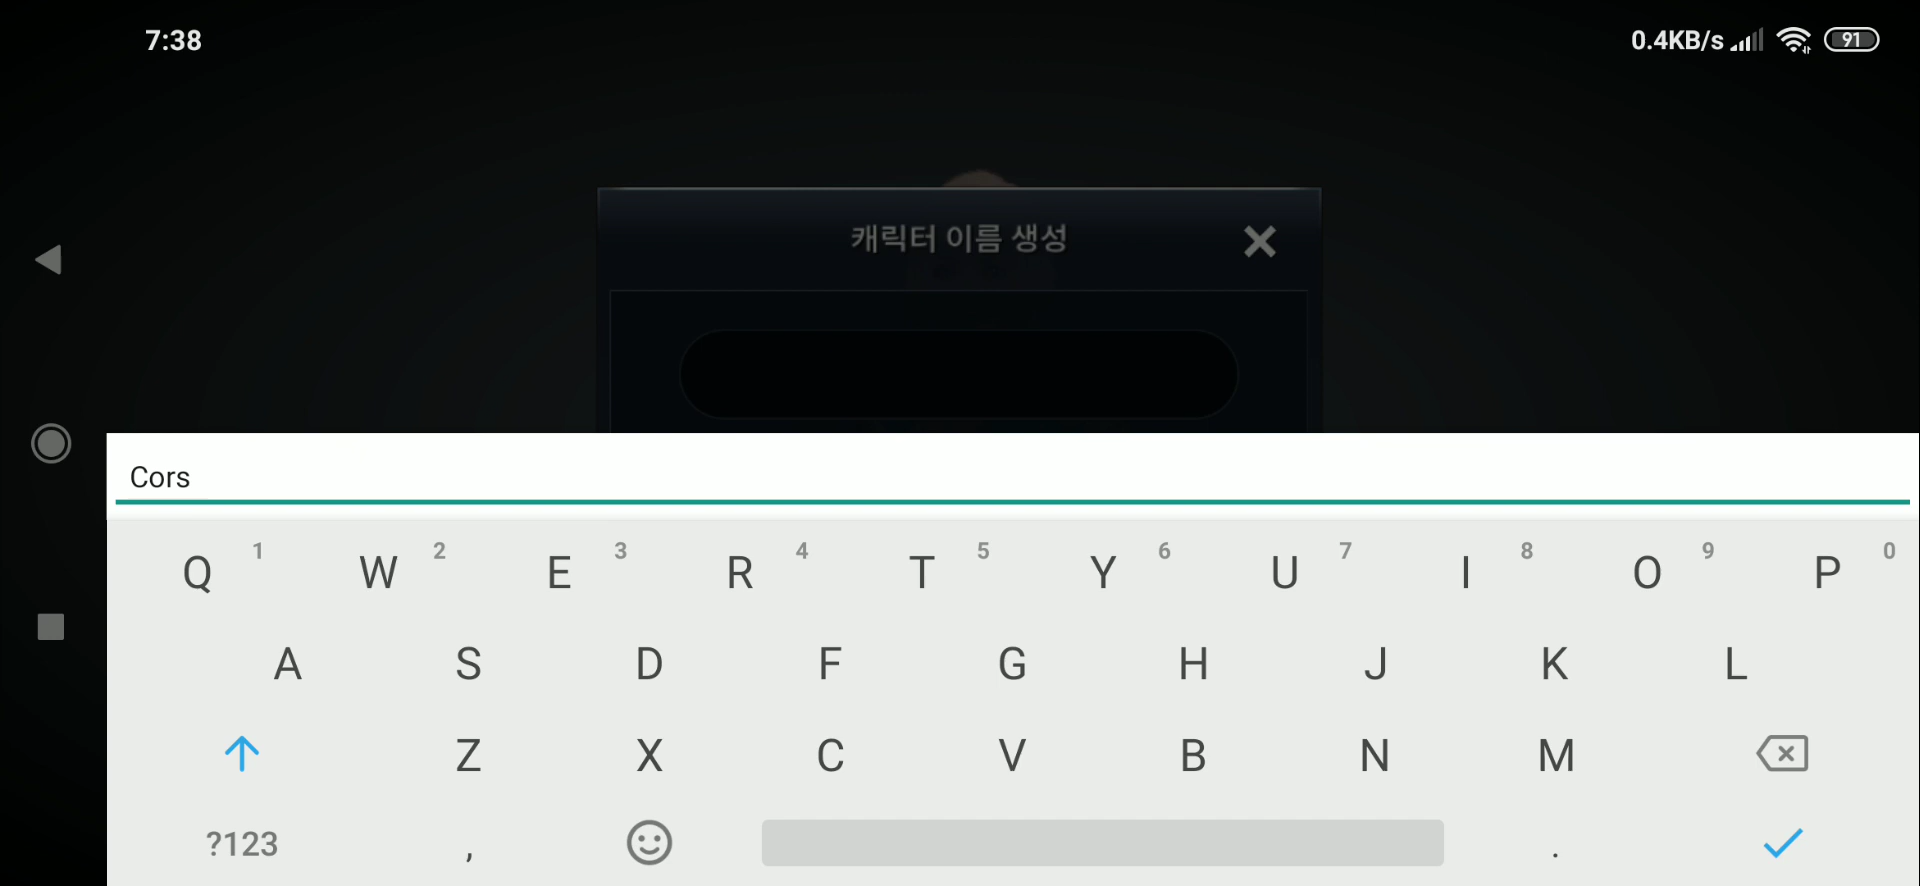 7:38
0.4KB/s
91
캐릭터 이름 생성
Cors
Q 1 W 2 E 3 R 4 T 5 Y 6 U 7 I 8 O 9 P 0
A S D F G H J K L
Z X C V B N M
?123 , .